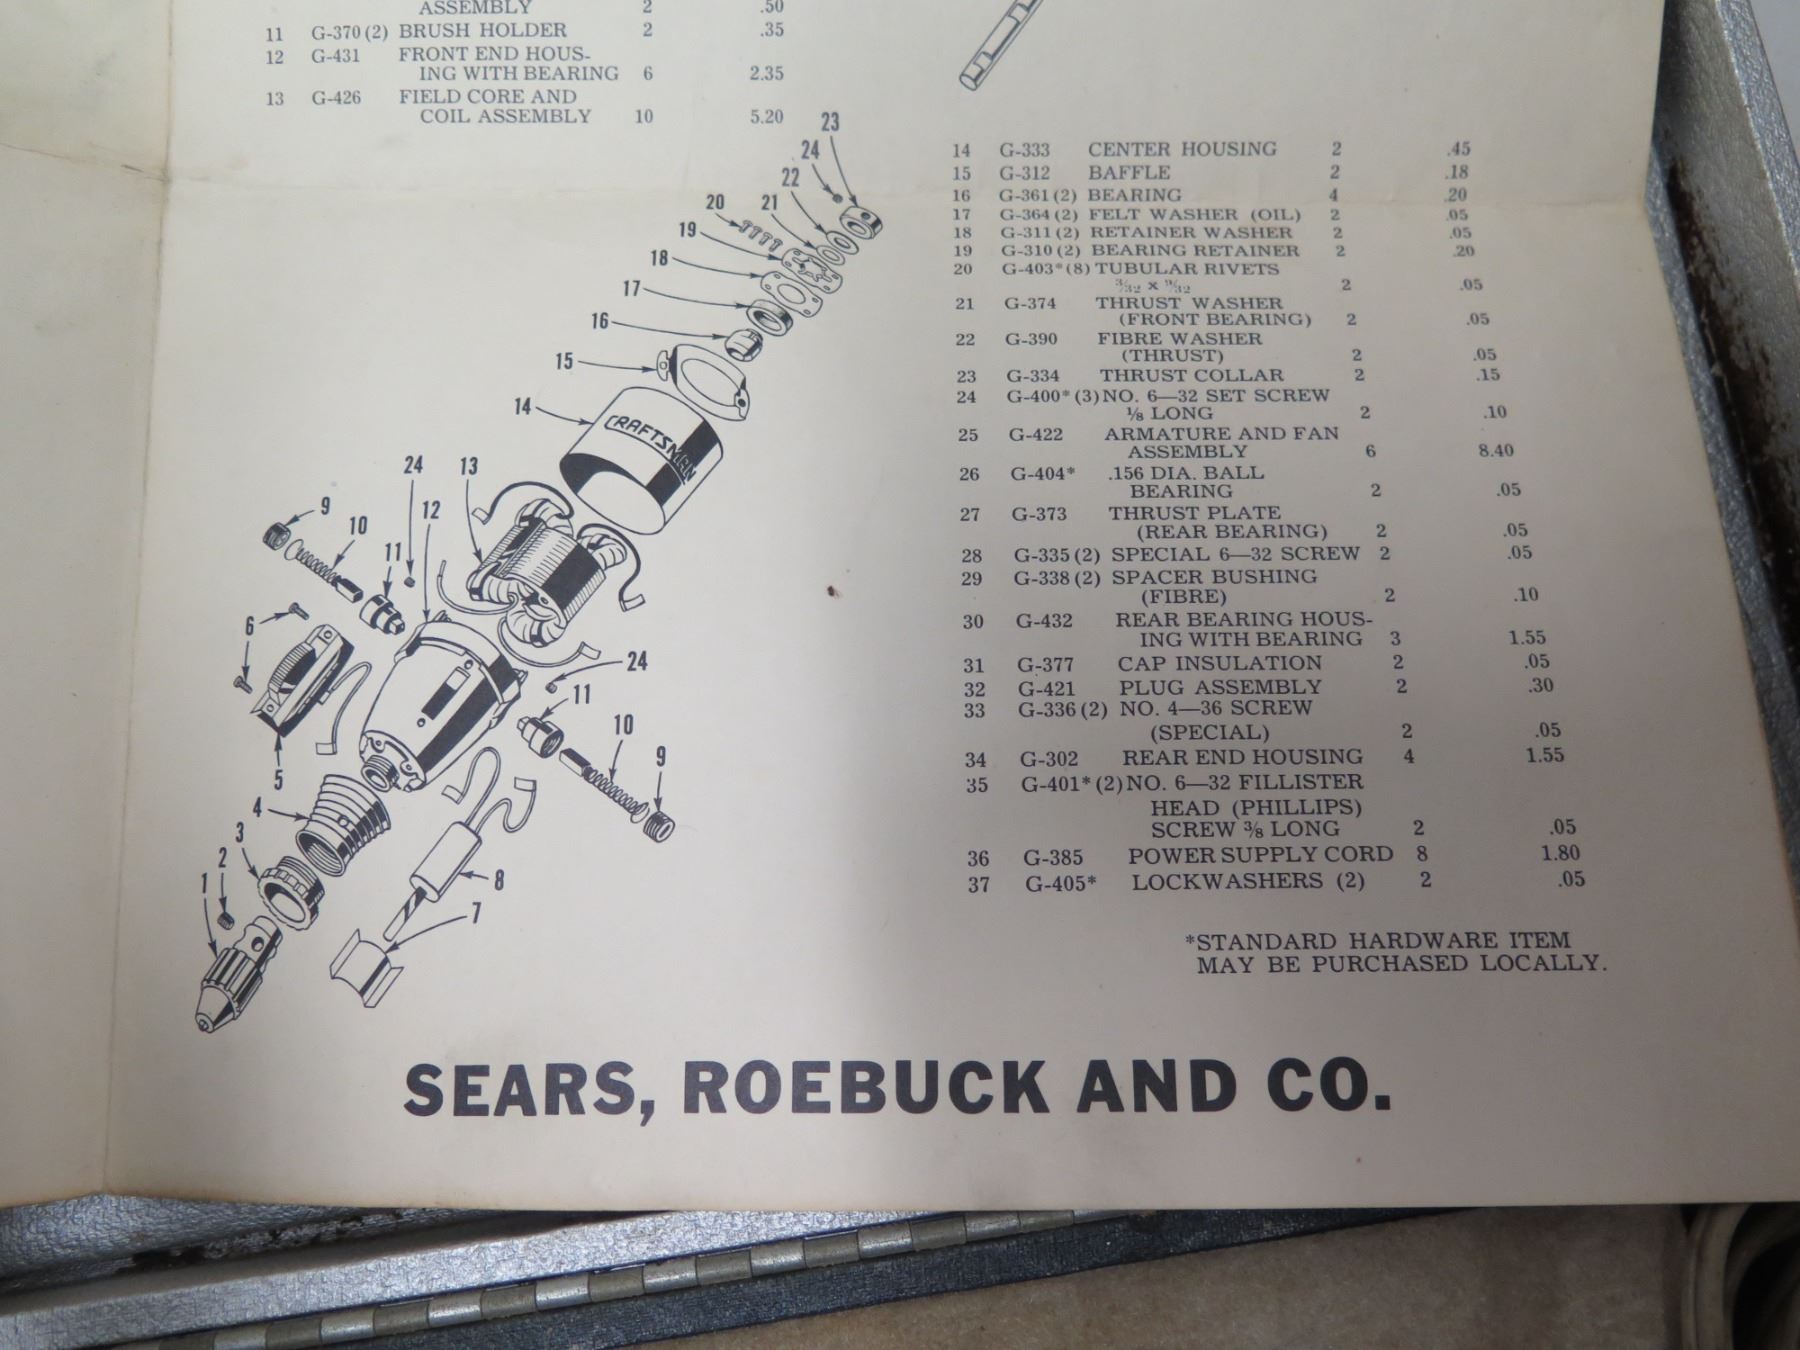 ASSEMBLY 2 .50
11 G-370 (2) BRUSH HOLDER 2 .35
12 G-431 FRONT END HOUS-
ING WITH BEARING 6 2.35
13 G-426 FIELD CORE AND
COIL ASSEMBLY 10 5.20
14 G-333 CENTER HOUSING 2 .45
15 G-312 BAFFLE 2 .18
16 G-361 (2) BEARING 4 .20
17 G-364 (2) FELT WASHER (OIL) 2 .05
18 G-311 (2) RETAINER WASHER 2 .05
19 G-310 (2) BEARING RETAINER 2 .20
20 G-403* (8) TUBULAR RIVETS
3/32 x 9/32 2 .05
21 G-374 THRUST WASHER
(FRONT BEARING) 2 .05
22 G-390 FIBRE WASHER
(THRUST) 2 .05
23 G-334 THRUST COLLAR 2 .15
24 G-400* (3) NO. 6—32 SET SCREW
⅛ LONG 2 .10
25 G-422 ARMATURE AND FAN
ASSEMBLY 6 8.40
26 G-404* .156 DIA. BALL
BEARING 2 .05
27 G-373 THRUST PLATE
(REAR BEARING) 2 .05
28 G-335 (2) SPECIAL 6—32 SCREW 2 .05
29 G-338 (2) SPACER BUSHING
(FIBRE) 2 .10
30 G-432 REAR BEARING HOUS-
ING WITH BEARING 3 1.55
31 G-377 CAP INSULATION 2 .05
32 G-421 PLUG ASSEMBLY 2 .30
33 G-336 (2) NO. 4—36 SCREW
(SPECIAL) 2 .05
34 G-302 REAR END HOUSING 4 1.55
35 G-401* (2) NO. 6—32 FILLISTER
HEAD (PHILLIPS)
SCREW ⅜ LONG 2 .05
36 G-385 POWER SUPPLY CORD 8 1.80
37 G-405* LOCKWASHERS (2) 2 .05
*STANDARD HARDWARE ITEM
MAY BE PURCHASED LOCALLY.
23
24
22
21
20
19
18
17
16
15
14
CRAFTSMAN
24
13
12
9
10
11
6
24
11
10
9
5
4
3
2
1
8
7
SEARS, ROEBUCK AND CO.